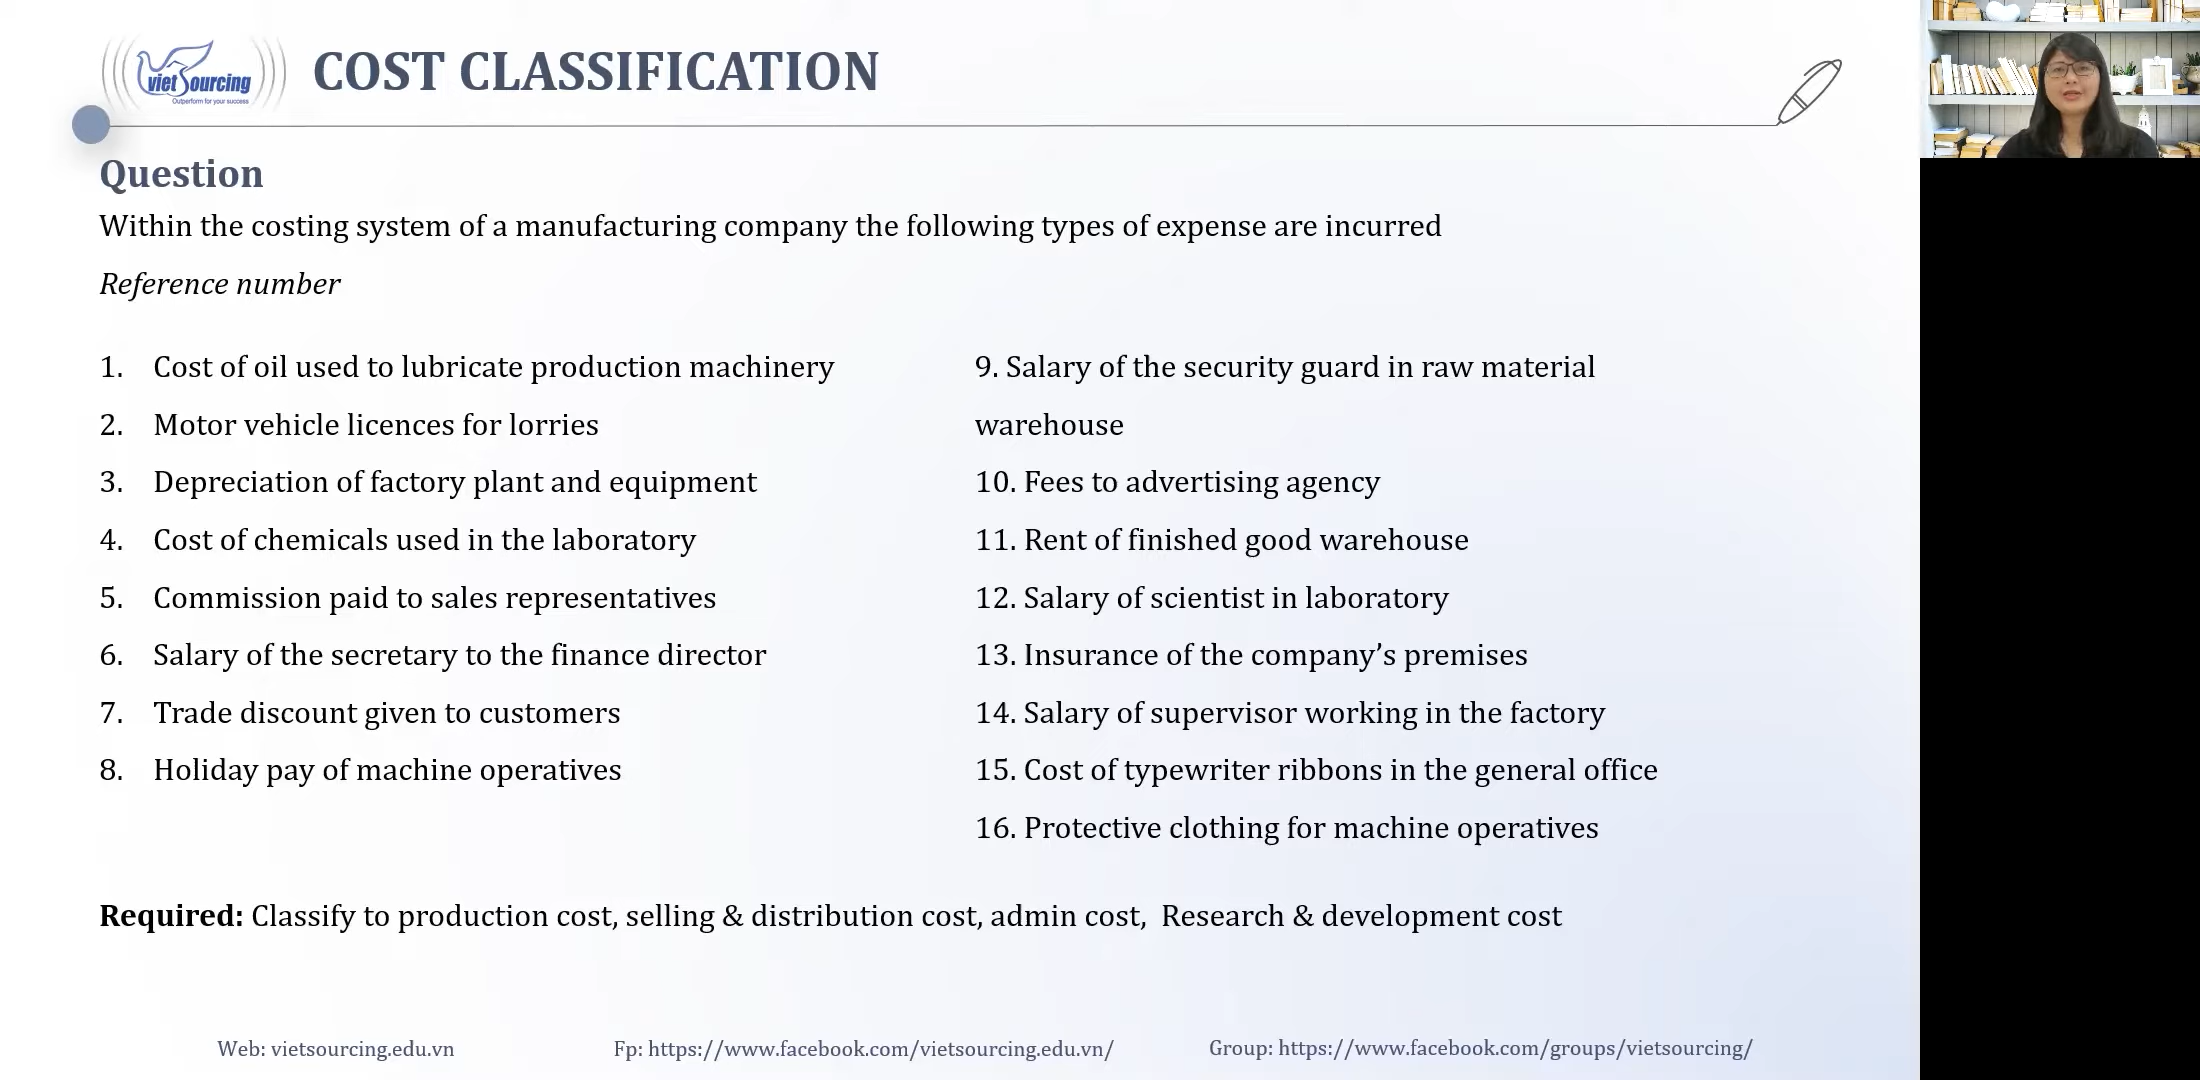 viet Sourcing
Outperform for your success
COST CLASSIFICATION
Question
Within the costing system of a manufacturing company the following types of expense are incurred
Reference number
1. Cost of oil used to lubricate production machinery
2. Motor vehicle licences for lorries
3. Depreciation of factory plant and equipment
4. Cost of chemicals used in the laboratory
5. Commission paid to sales representatives
6. Salary of the secretary to the finance director
7. Trade discount given to customers
8. Holiday pay of machine operatives
9. Salary of the security guard in raw material
warehouse
10. Fees to advertising agency
11. Rent of finished good warehouse
12. Salary of scientist in laboratory
13. Insurance of the company’s premises
14. Salary of supervisor working in the factory
15. Cost of typewriter ribbons in the general office
16. Protective clothing for machine operatives
Required: Classify to production cost, selling & distribution cost, admin cost, Research & development cost
Web: vietsourcing.edu.vn
Fp: https://www.facebook.com/vietsourcing.edu.vn/
Group: https://www.facebook.com/groups/vietsourcing/